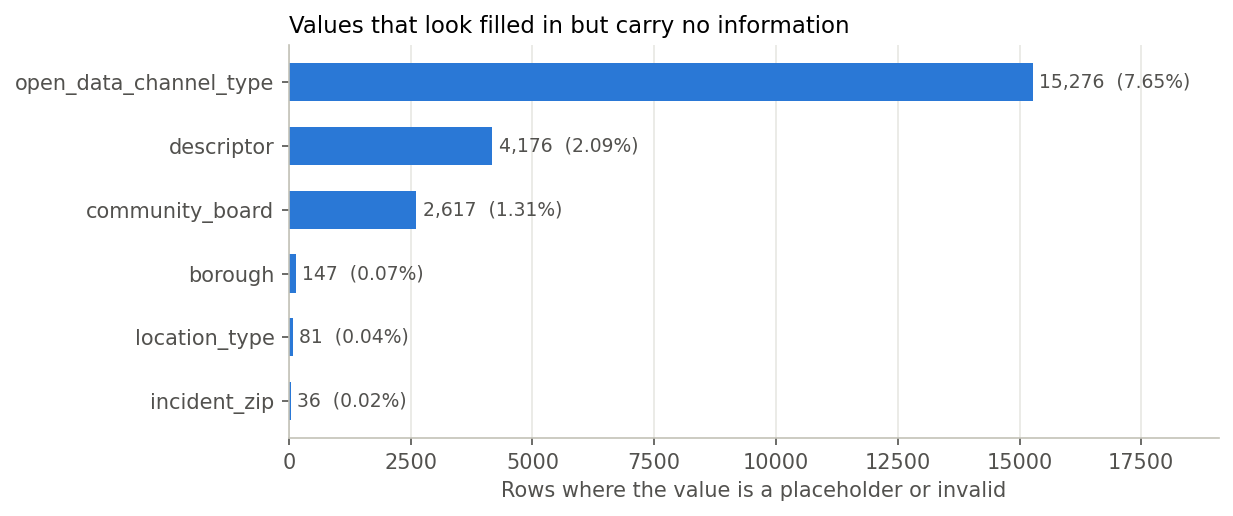 Values that look filled in but carry no information
open_data_channel_type
15,276 (7.65%)
descriptor
4,176 (2.09%)
community_board
2,617 (1.31%)
borough
147 (0.07%)
location_type
81 (0.04%)
incident_zip
36 (0.02%)
0 2500 5000 7500 10000 12500 15000 17500
Rows where the value is a placeholder or invalid